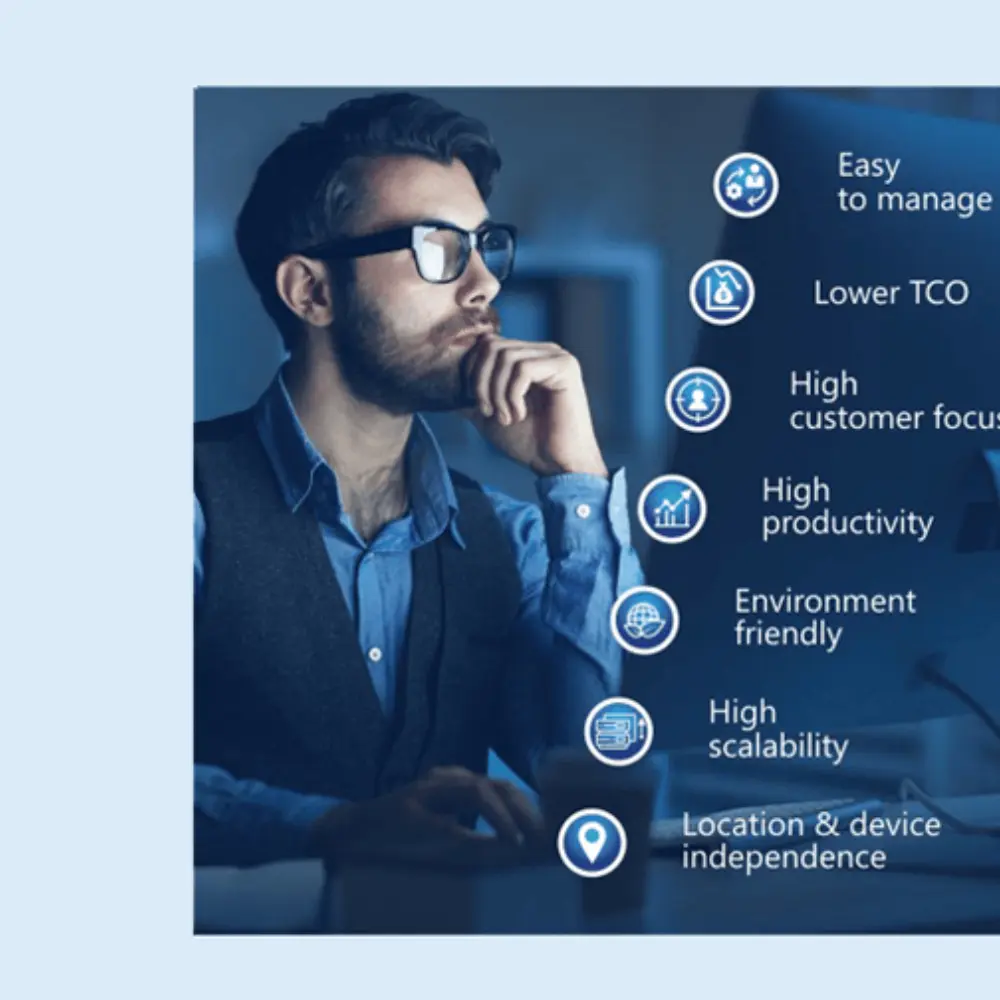 Easy
to manage
Lower TCO
High
customer focus
High
productivity
Environment
friendly
High
scalability
Location & device
independence